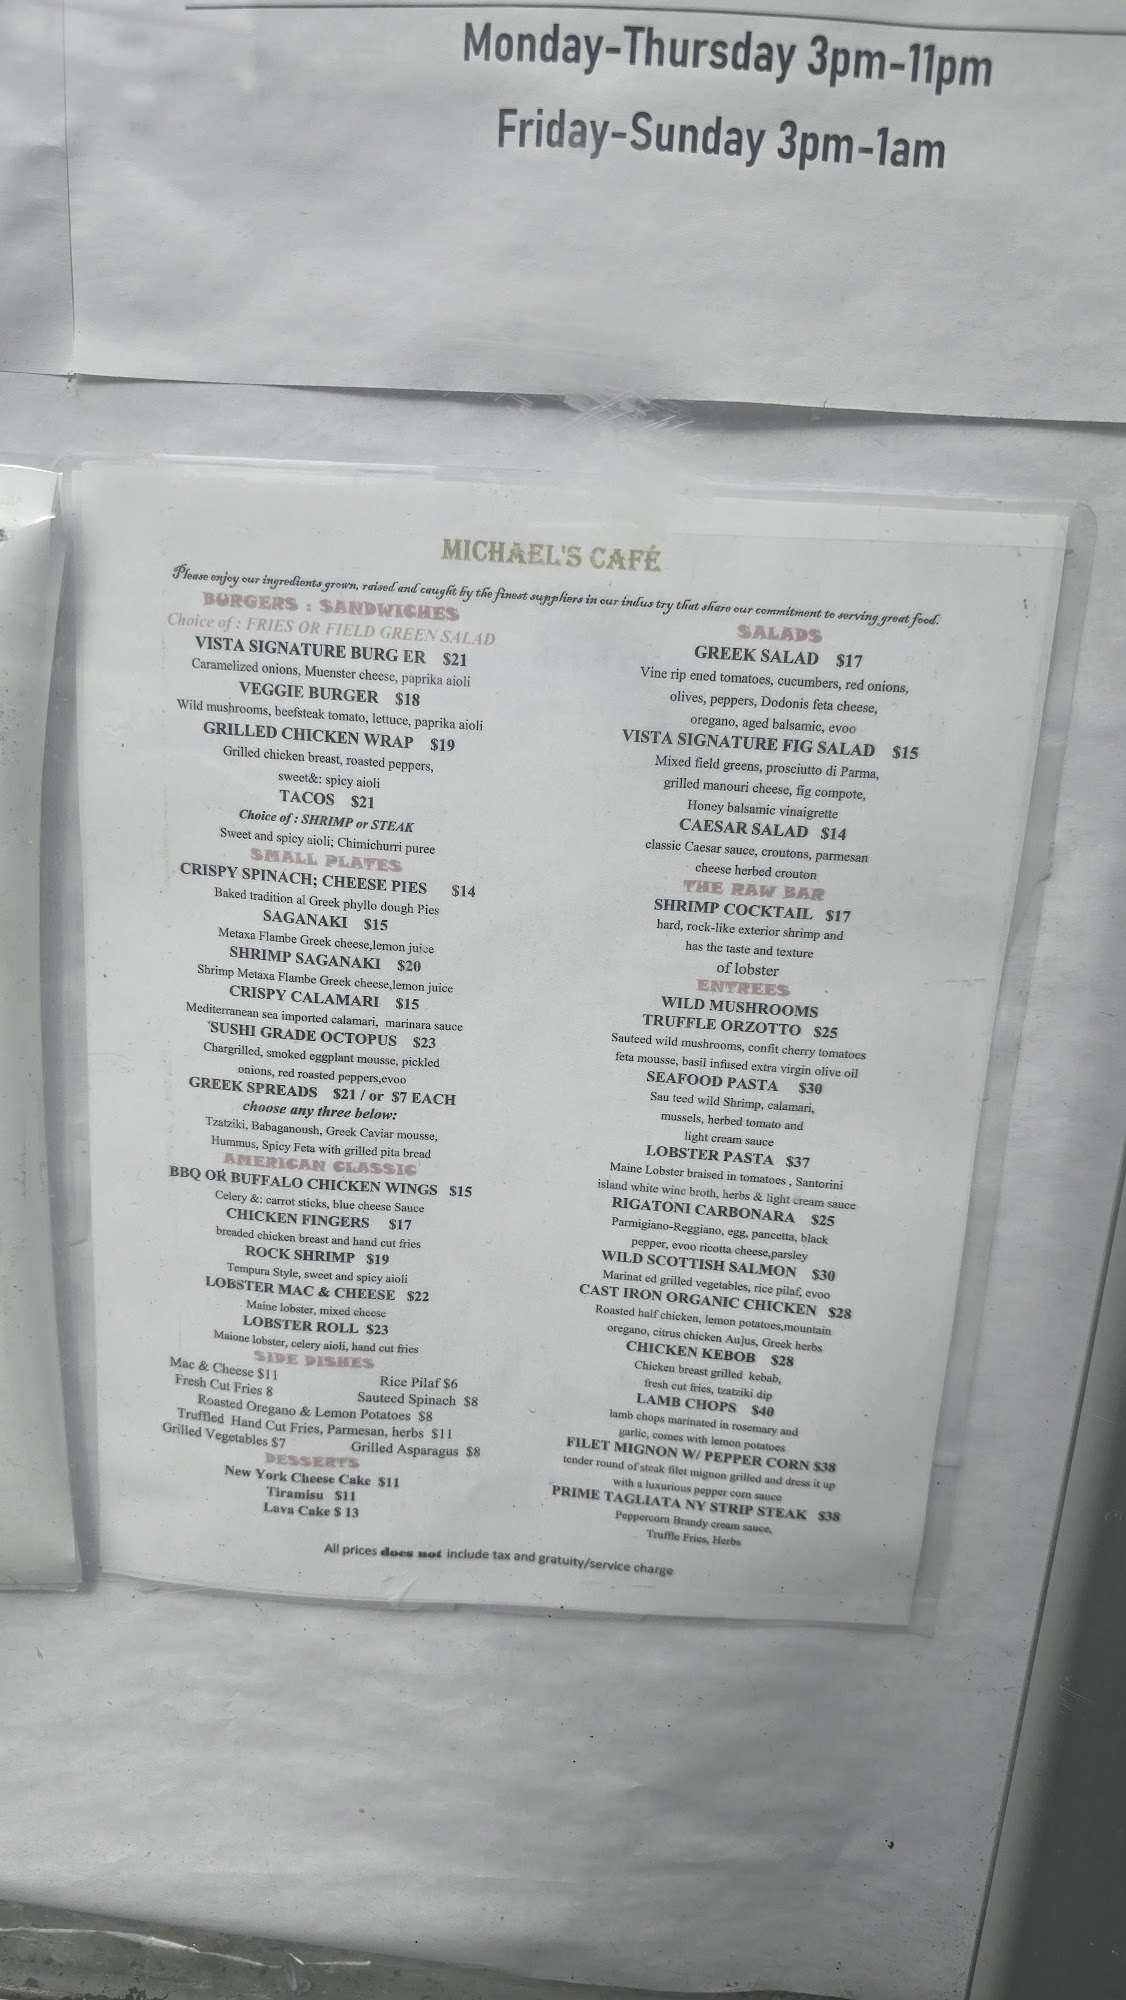 Monday-Thursday 3pm-11pm
Friday-Sunday 3pm-1am
MICHAEL'S CAFÉ
Please enjoy our ingredients grown, raised and caught by the finest suppliers in our indus try that share our commitment to serving great food.
BURGERS : SANDWICHES
Choice of : FRIES OR FIELD GREEN SALAD
VISTA SIGNATURE BURG ER $21
Caramelized onions, Muenster cheese, paprika aioli
VEGGIE BURGER $18
Wild mushrooms, beefsteak tomato, lettuce, paprika aioli
GRILLED CHICKEN WRAP $19
Grilled chicken breast, roasted peppers,
sweet&: spicy aioli
TACOS $21
Choice of : SHRIMP or STEAK
Sweet and spicy aioli; Chimichurri puree
SMALL PLATES
CRISPY SPINACH; CHEESE PIES $14
Baked tradition al Greek phyllo dough Pies
SAGANAKI $15
Metaxa Flambe Greek cheese,lemon juice
SHRIMP SAGANAKI $20
Shrimp Metaxa Flambe Greek cheese,lemon juice
CRISPY CALAMARI $15
Mediterranean sea imported calamari, marinara sauce
SUSHI GRADE OCTOPUS $23
Chargrilled, smoked eggplant mousse, pickled
onions, red roasted peppers,evoo
GREEK SPREADS $21 / or $7 EACH
choose any three below:
Tzatziki, Babaganoush, Greek Caviar mousse,
Hummus, Spicy Feta with grilled pita bread
AMERICAN CLASSIC
BBQ OR BUFFALO CHICKEN WINGS $15
Celery &: carrot sticks, blue cheese Sauce
CHICKEN FINGERS $17
breaded chicken breast and hand cut fries
ROCK SHRIMP $19
Tempura Style, sweet and spicy aioli
LOBSTER MAC & CHEESE $22
Maine lobster, mixed cheese
LOBSTER ROLL $23
Maione lobster, celery aioli, hand cut fries
SIDE DISHES
Mac & Cheese $11 Rice Pilaf $6
Fresh Cut Fries 8 Sauteed Spinach $8
Roasted Oregano & Lemon Potatoes $8
Truffled Hand Cut Fries, Parmesan, herbs $11
Grilled Vegetables $7 Grilled Asparagus $8
DESSERTS
New York Cheese Cake $11
Tiramisu $11
Lava Cake $ 13
SALADS
GREEK SALAD $17
Vine rip ened tomatoes, cucumbers, red onions,
olives, peppers, Dodonis feta cheese,
oregano, aged balsamic, evoo
VISTA SIGNATURE FIG SALAD $15
Mixed field greens, prosciutto di Parma,
grilled manouri cheese, fig compote,
Honey balsamic vinaigrette
CAESAR SALAD $14
classic Caesar sauce, croutons, parmesan
cheese herbed crouton
THE RAW BAR
SHRIMP COCKTAIL $17
hard, rock-like exterior shrimp and
has the taste and texture
of lobster
ENTREES
WILD MUSHROOMS
TRUFFLE ORZOTTO $25
Sauteed wild mushrooms, confit cherry tomatoes
feta mousse, basil infused extra virgin olive oil
SEAFOOD PASTA $30
Sau teed wild Shrimp, calamari,
mussels, herbed tomato and
light cream sauce
LOBSTER PASTA $37
Maine Lobster braised in tomatoes , Santorini
island white wine broth, herbs & light cream sauce
RIGATONI CARBONARA $25
Parmigiano-Reggiano, egg, pancetta, black
pepper, evoo ricotta cheese,parsley
WILD SCOTTISH SALMON $30
Marinat ed grilled vegetables, rice pilaf, evoo
CAST IRON ORGANIC CHICKEN $28
Roasted half chicken, lemon potatoes,mountain
oregano, citrus chicken AuJus, Greek herbs
CHICKEN KEBOB $28
Chicken breast grilled kebab,
fresh cut fries, tzatziki dip
LAMB CHOPS $40
lamb chops marinated in rosemary and
garlic, comes with lemon potatoes
FILET MIGNON W/ PEPPER CORN $38
tender round of steak filet mignon grilled and dress it up
with a luxurious pepper corn sauce
PRIME TAGLIATA NY STRIP STEAK $38
Peppercorn Brandy cream sauce,
Truffle Fries, Herbs
All prices does not include tax and gratuity/service charge